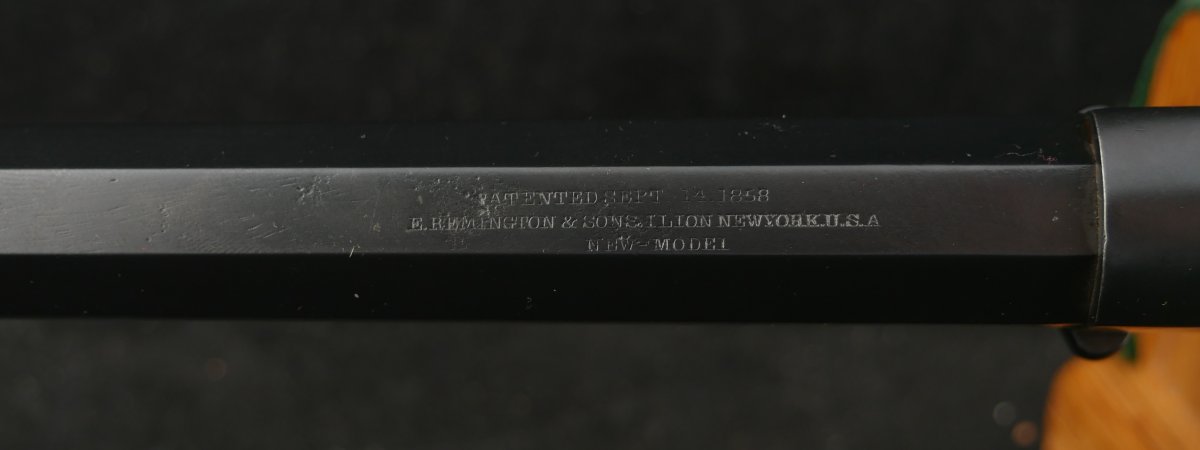 PATENTED SEPT 14 1858
E. REMINGTON & SONS, ILION NEW YORK. U.S.A
NEW-MODEL